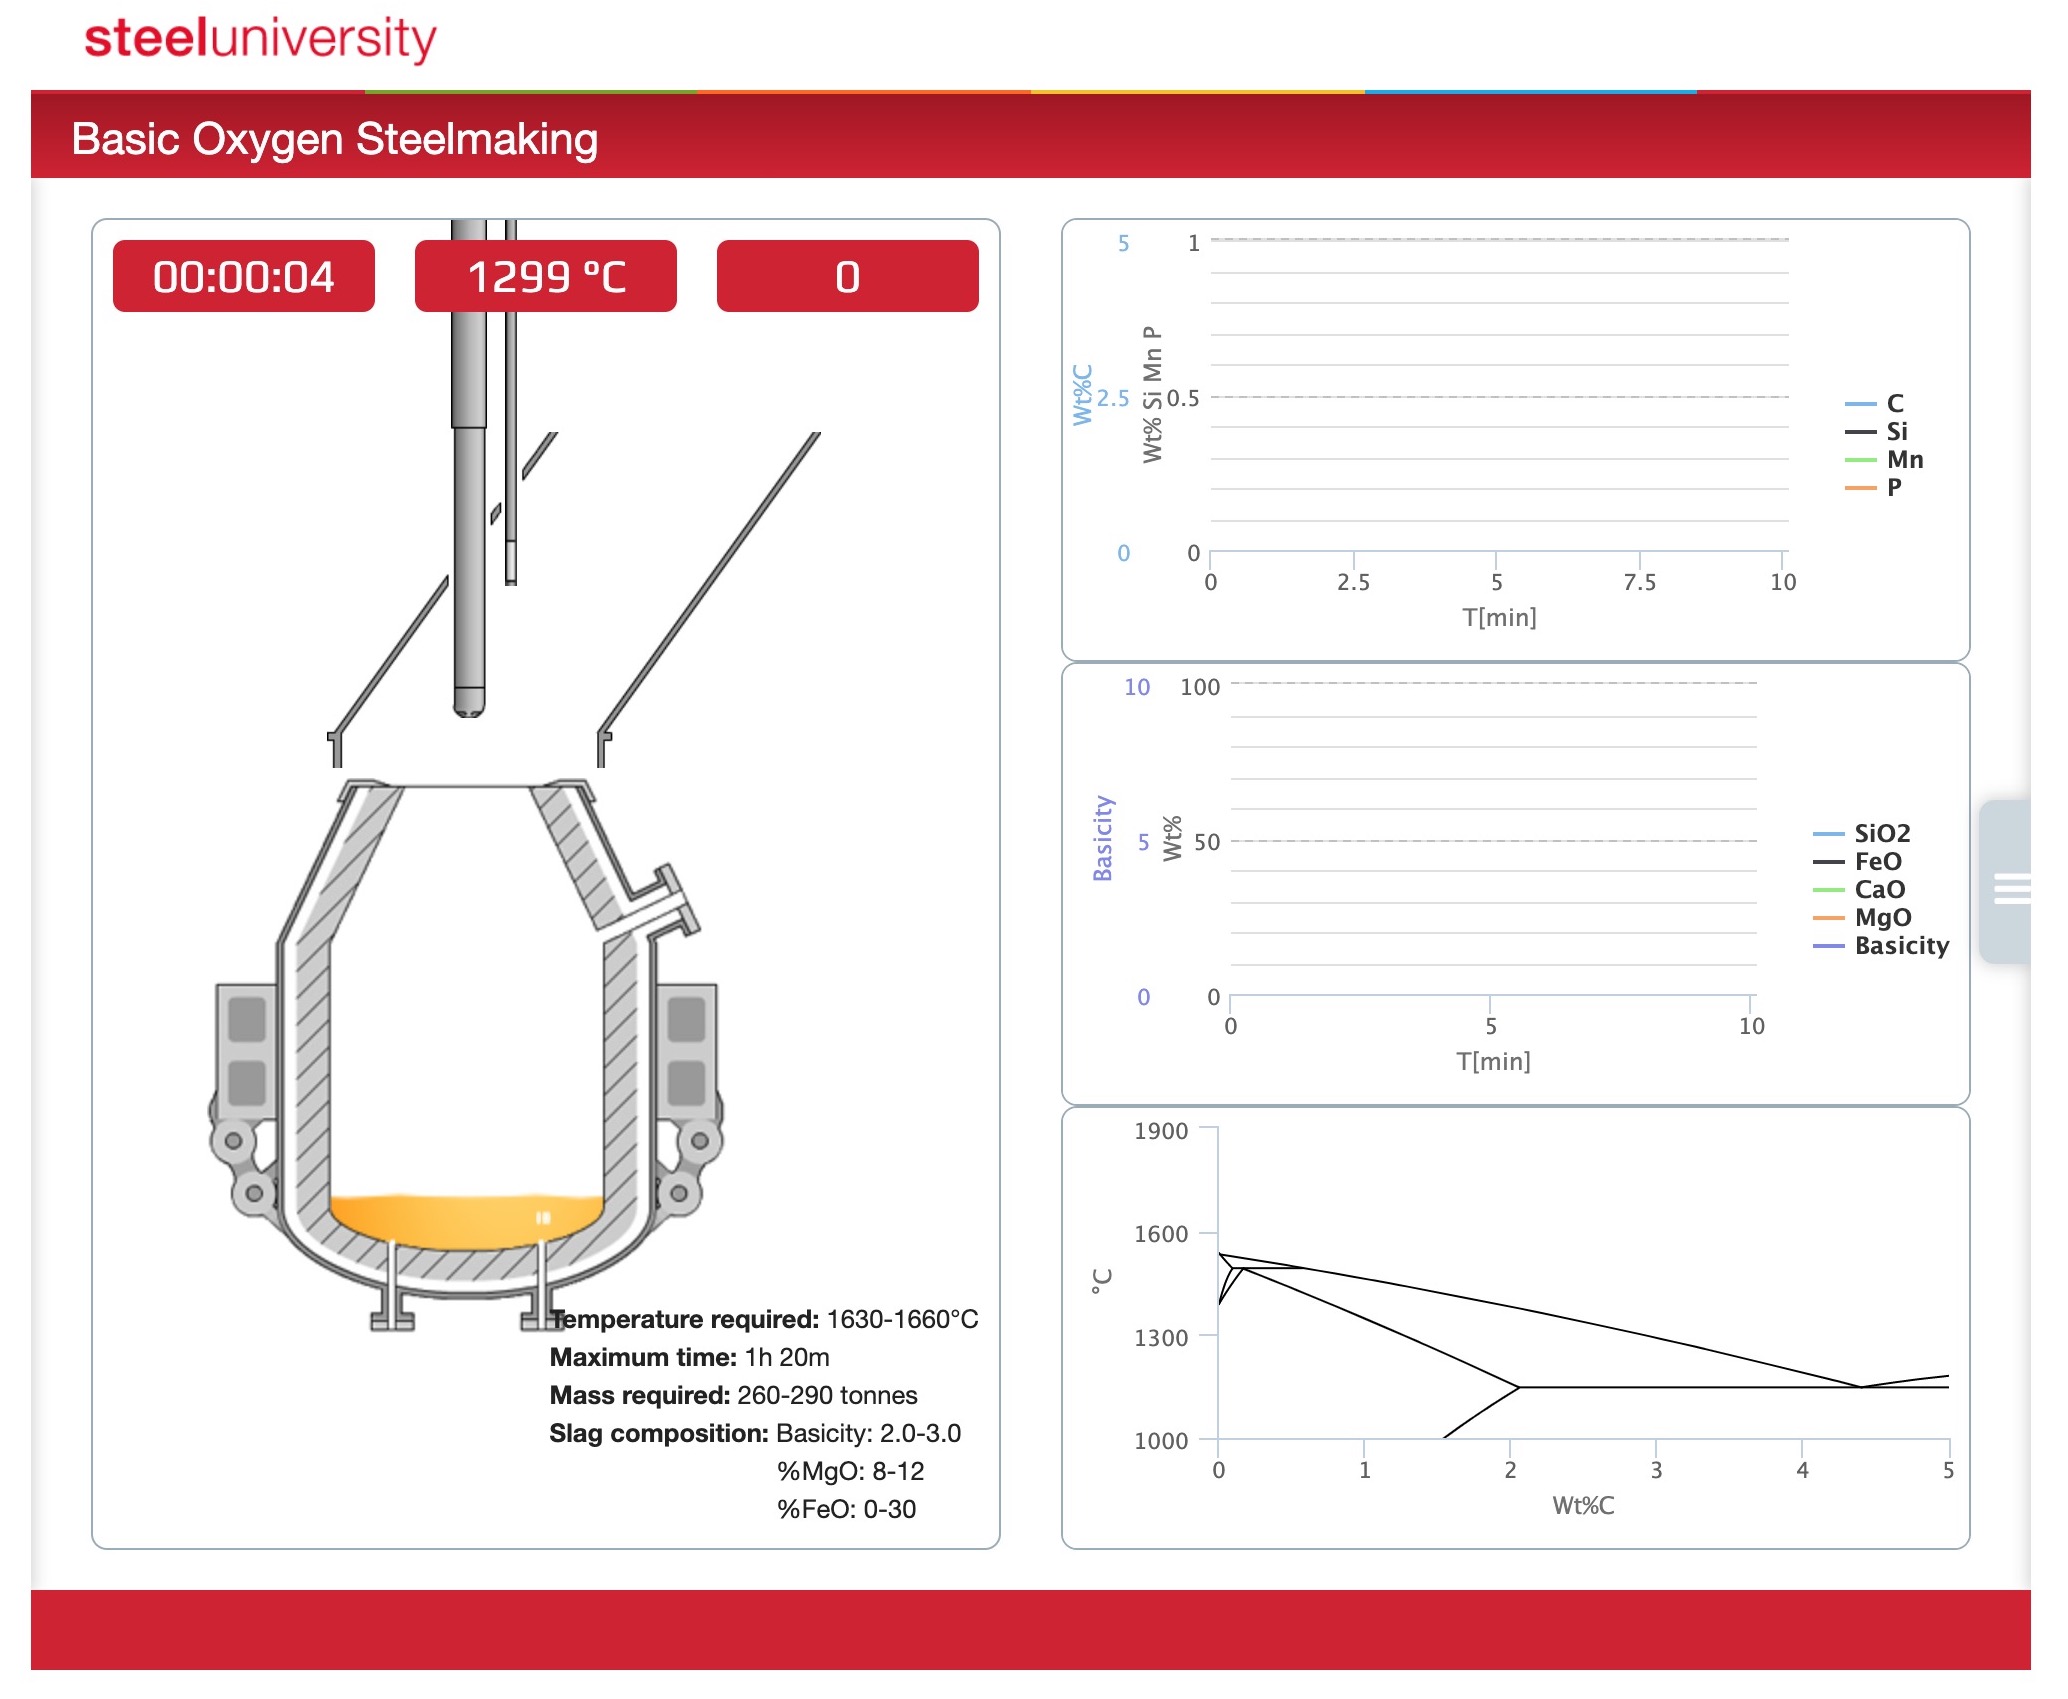 steeluniversity
Basic Oxygen Steelmaking
00:00:04
1299 °C
0
Temperature required: 1630-1660°C
Maximum time: 1h 20m
Mass required: 260-290 tonnes
Slag composition: Basicity: 2.0-3.0
%MgO: 8-12
%FeO: 0-30
5
2.5
0
Wt%C
1
0.5
0
Wt% Si Mn P
0 2.5 5 7.5 10
T[min]
C
Si
Mn
P
10
5
0
Basicity
100
50
0
Wt%
0 5 10
T[min]
SiO2
FeO
CaO
MgO
Basicity
1900
1600
1300
1000
°C
0 1 2 3 4 5
Wt%C